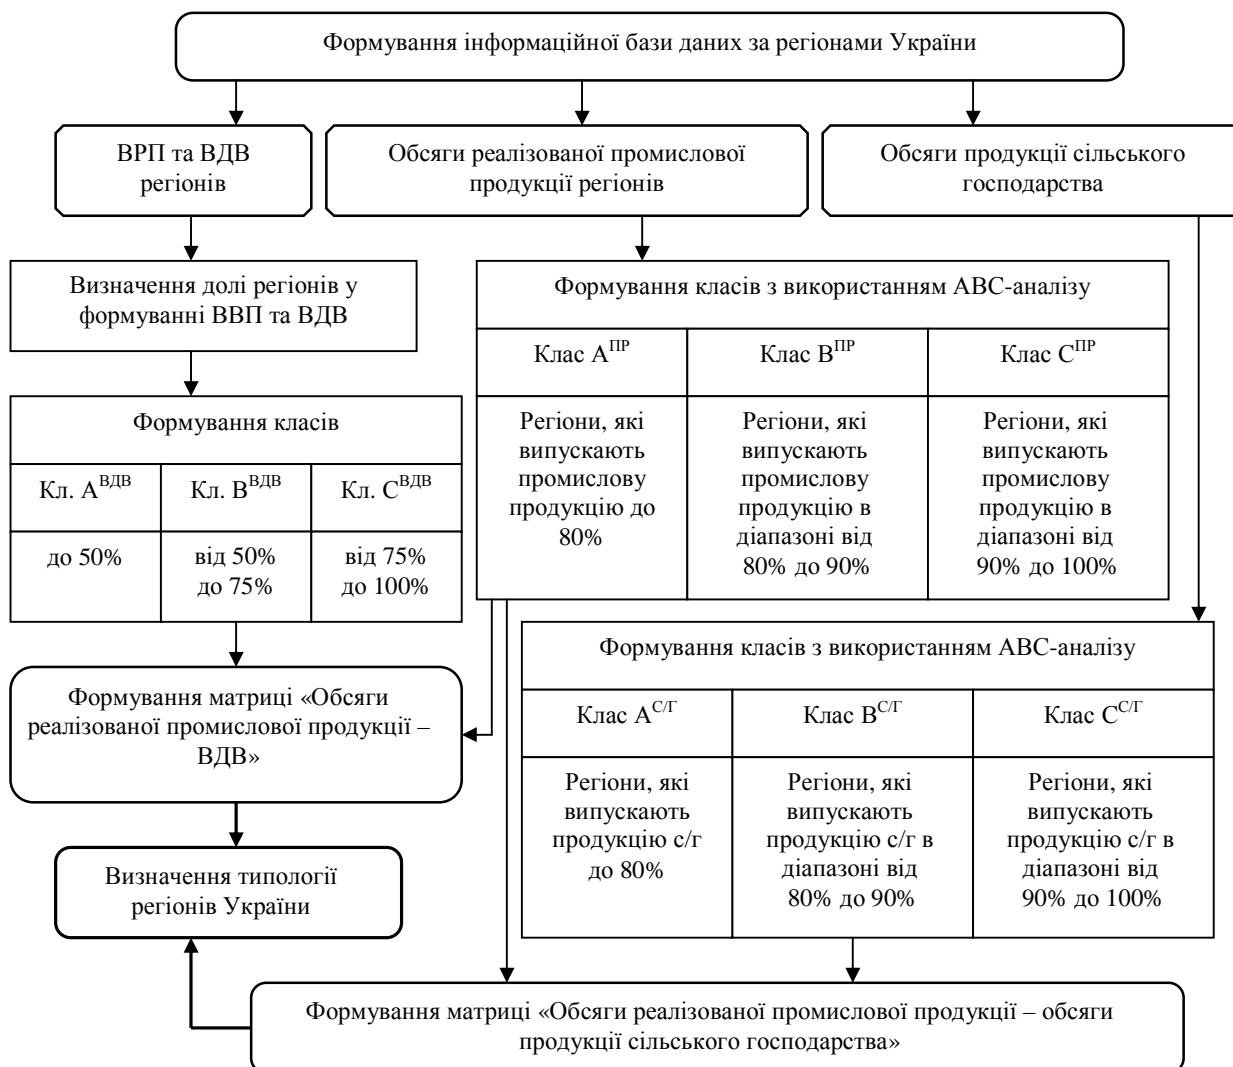 Формування інформаційної бази даних за регіонами України
ВРП та ВДВ
регіонів
Обсяги реалізованої промислової
продукції регіонів
Обсяги продукції сільського
господарства
Визначення долі регіонів у
формуванні ВВП та ВДВ
Формування класів
Кл. А^ВДВ
Кл. В^ВДВ
Кл. С^ВДВ
до 50%
від 50%
до 75%
від 75%
до 100%
Формування класів з використанням АВС-аналізу
Клас А^ПР
Клас В^ПР
Клас С^ПР
Регіони, які
випускають
промислову
продукцію до
80%
Регіони, які
випускають
промислову
продукцію в
діапазоні від
80% до 90%
Регіони, які
випускають
промислову
продукцію в
діапазоні від
90% до 100%
Формування матриці «Обсяги
реалізованої промислової продукції –
ВДВ»
Формування класів з використанням АВС-аналізу
Клас А^С/Г
Клас В^С/Г
Клас С^С/Г
Регіони, які
випускають
продукцію с/г
до 80%
Регіони, які
випускають
продукцію с/г в
діапазоні від
80% до 90%
Регіони, які
випускають
продукцію с/г в
діапазоні від
90% до 100%
Визначення типології
регіонів України
Формування матриці «Обсяги реалізованої промислової продукції – обсяги
продукції сільського господарства»